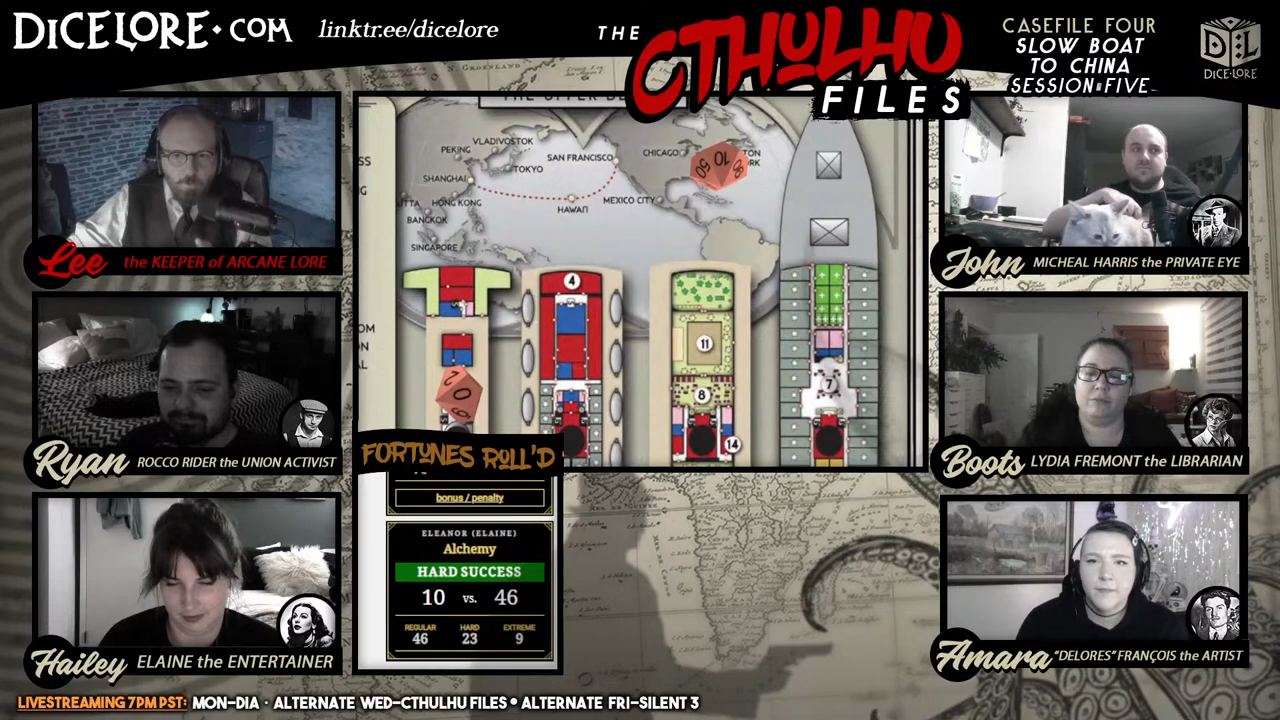 DICELORE·COM
linktr.ee/dicelore
THE
CTHULHU
FILES
CASEFILE FOUR
SLOW BOAT
TO CHINA
SESSION FIVE
DICE·LORE
Lee
the KEEPER of ARCANE LORE
Ryan
ROCCO RIDER the UNION ACTIVIST
Hailey
ELAINE the ENTERTAINER
VLADIVOSTOK
PEKING
TOKYO
SHANGHAI
HONG KONG
BANGKOK
SINGAPORE
SAN FRANCISCO
HAWAI'I
MEXICO CITY
CHICAGO
10
4
11
8
14
7
FORTUNES ROLL'D
bonus / penalty
ELEANOR (ELAINE)
Alchemy
HARD SUCCESS
10 vs. 46
REGULAR HARD EXTREME
46 23 9
John
MICHEAL HARRIS the PRIVATE EYE
Boots
LYDIA FREMONT the LIBRARIAN
Amara
"DELORES" FRANÇOIS the ARTIST
LIVESTREAMING 7PM PST: MON-DIA · ALTERNATE WED-CTHULHU FILES • ALTERNATE FRI-SILENT 3